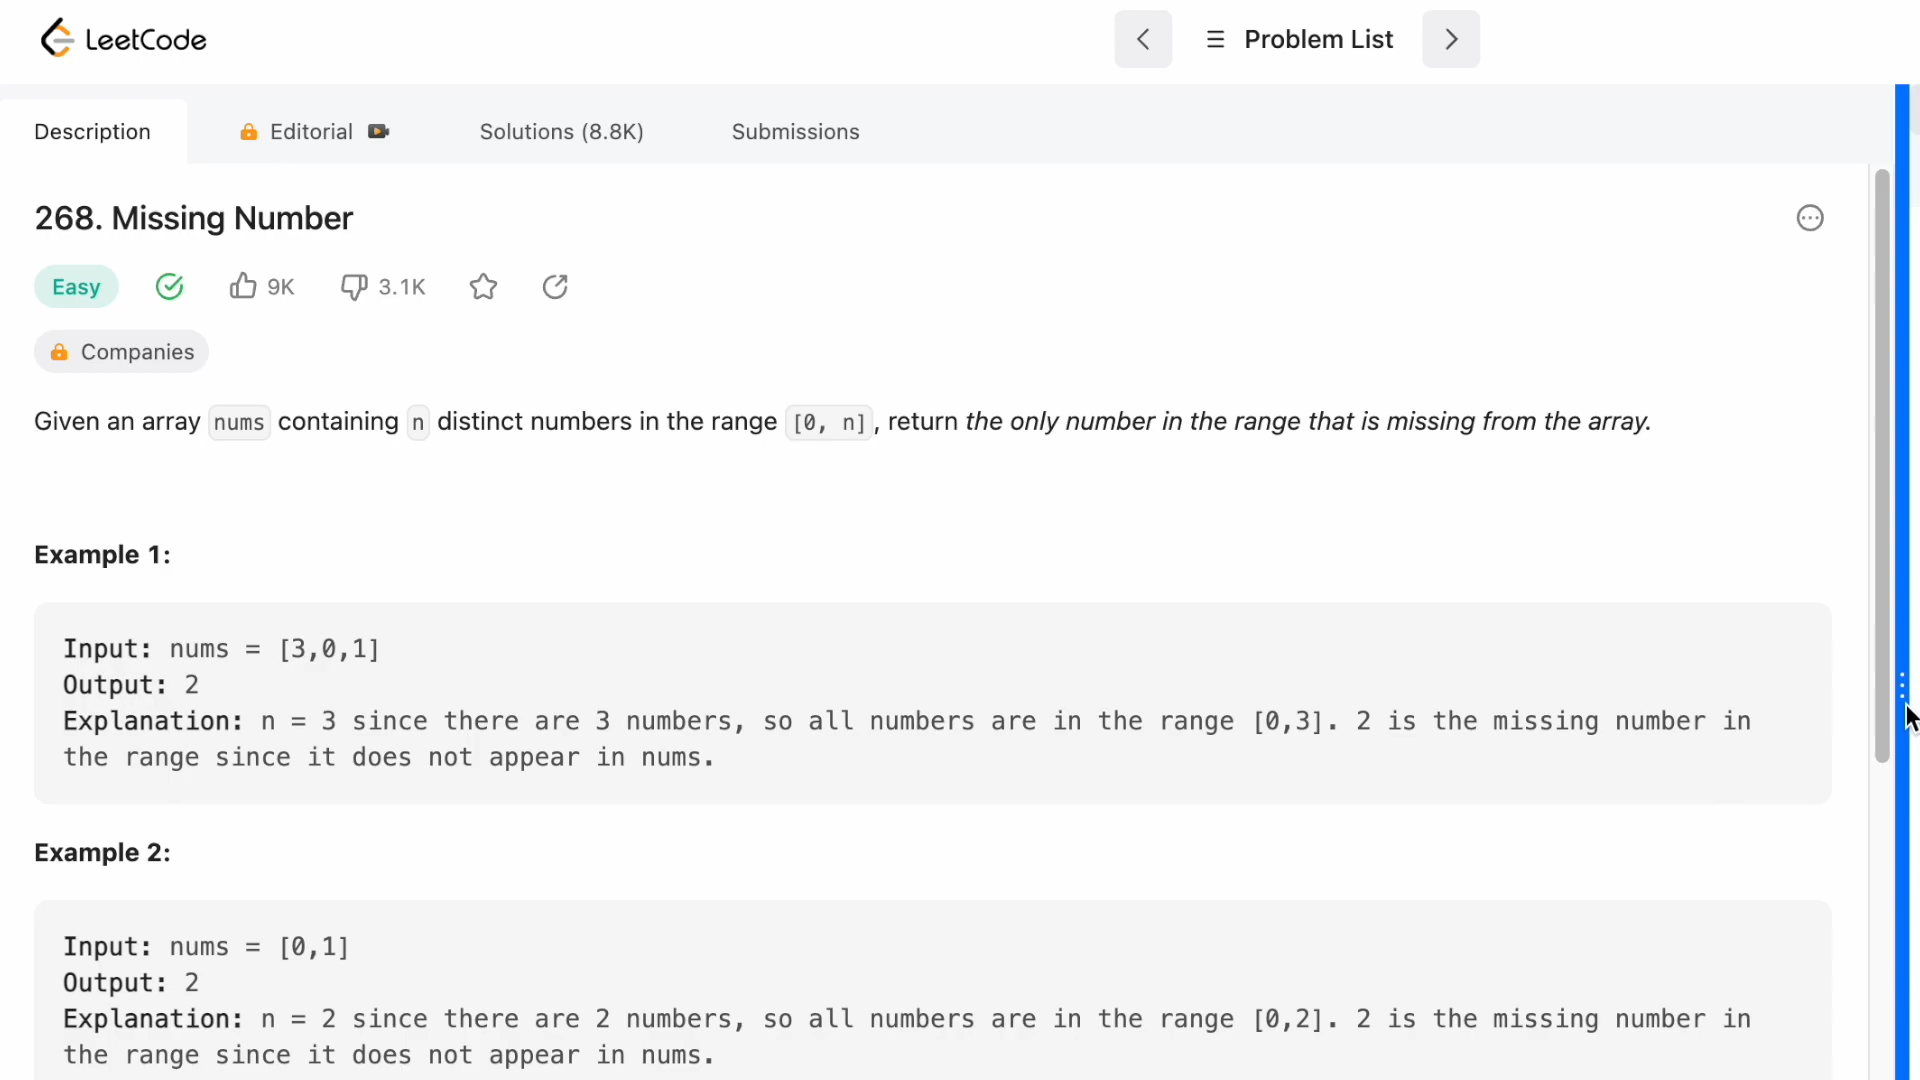 LeetCode
Problem List
Description
Editorial
Solutions (8.8K)
Submissions
268. Missing Number
Easy
9K
3.1K
Companies
Given an array nums containing n distinct numbers in the range [0, n], return the only number in the range that is missing from the array.
Example 1:
Input: nums = [3,0,1]
Output: 2
Explanation: n = 3 since there are 3 numbers, so all numbers are in the range [0,3]. 2 is the missing number in
the range since it does not appear in nums.
Example 2:
Input: nums = [0,1]
Output: 2
Explanation: n = 2 since there are 2 numbers, so all numbers are in the range [0,2]. 2 is the missing number in
the range since it does not appear in nums.